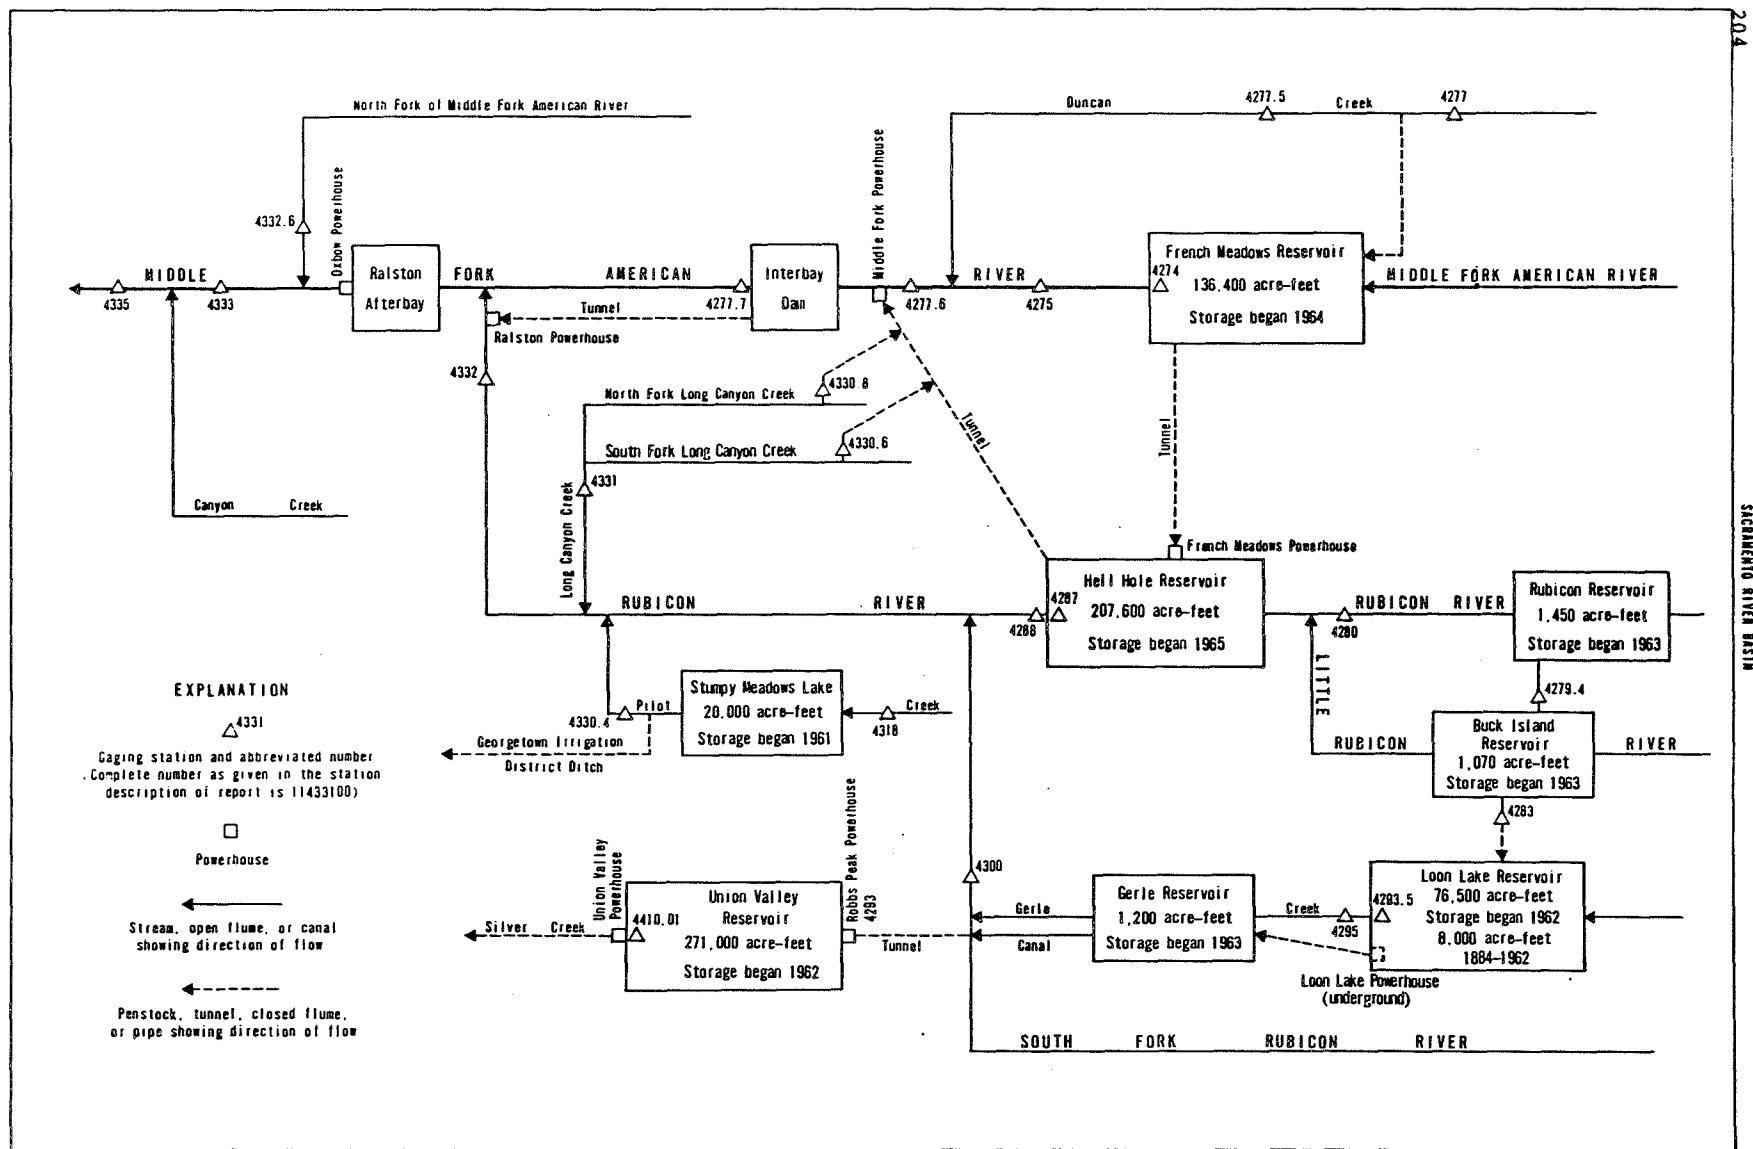 204
SACRAMENTO RIVER BASIN
North Fork of Middle Fork American River
Duncan
4277.5
Creek
4277
4332.6
Oxbow Powerhouse
Middle Fork Powerhouse
MIDDLE
4335
4333
Ralston
Afterbay
FORK
AMERICAN
4277.7
Interbay
Dam
4277.6
RIVER
4275
French Meadows Reservoir
4274
136,400 acre-feet
Storage began 1964
MIDDLE FORK AMERICAN RIVER
Tunnel
Ralston Powerhouse
4332
North Fork Long Canyon Creek
4330.8
South Fork Long Canyon Creek
4330.6
Tunnel
Tunnel
4331
Long Canyon Creek
Canyon Creek
French Meadows Powerhouse
RUBICON RIVER
4288
Hell Hole Reservoir
4287
207,600 acre-feet
Storage began 1965
RUBICON RIVER
4280
Rubicon Reservoir
1,450 acre-feet
Storage began 1963
4279.4
LITTLE
RUBICON
Buck Island
Reservoir
1,070 acre-feet
Storage began 1963
RIVER
4283
Stumpy Meadows Lake
20,000 acre-feet
Storage began 1961
Pilot
4330.4
Creek
4318
Georgetown Irrigation
District Ditch
EXPLANATION
4331
Gaging station and abbreviated number
.Complete number as given in the station
description of report is 11433100)
Powerhouse
Stream, open flume, or canal
showing direction of flow
Penstock, tunnel, closed flume,
or pipe showing direction of flow
Union Valley
Powerhouse
Silver Creek
4410.01
Union Valley
Reservoir
271,000 acre-feet
Storage began 1962
Robbs Peak Powerhouse
4293
Tunnel
4300
Gerle
Canal
Gerle Reservoir
1,200 acre-feet
Storage began 1963
Creek
4295
4293.5
Loon Lake Reservoir
76,500 acre-feet
Storage began 1962
8,000 acre-feet
1884-1962
Loon Lake Powerhouse
(underground)
SOUTH FORK RUBICON RIVER